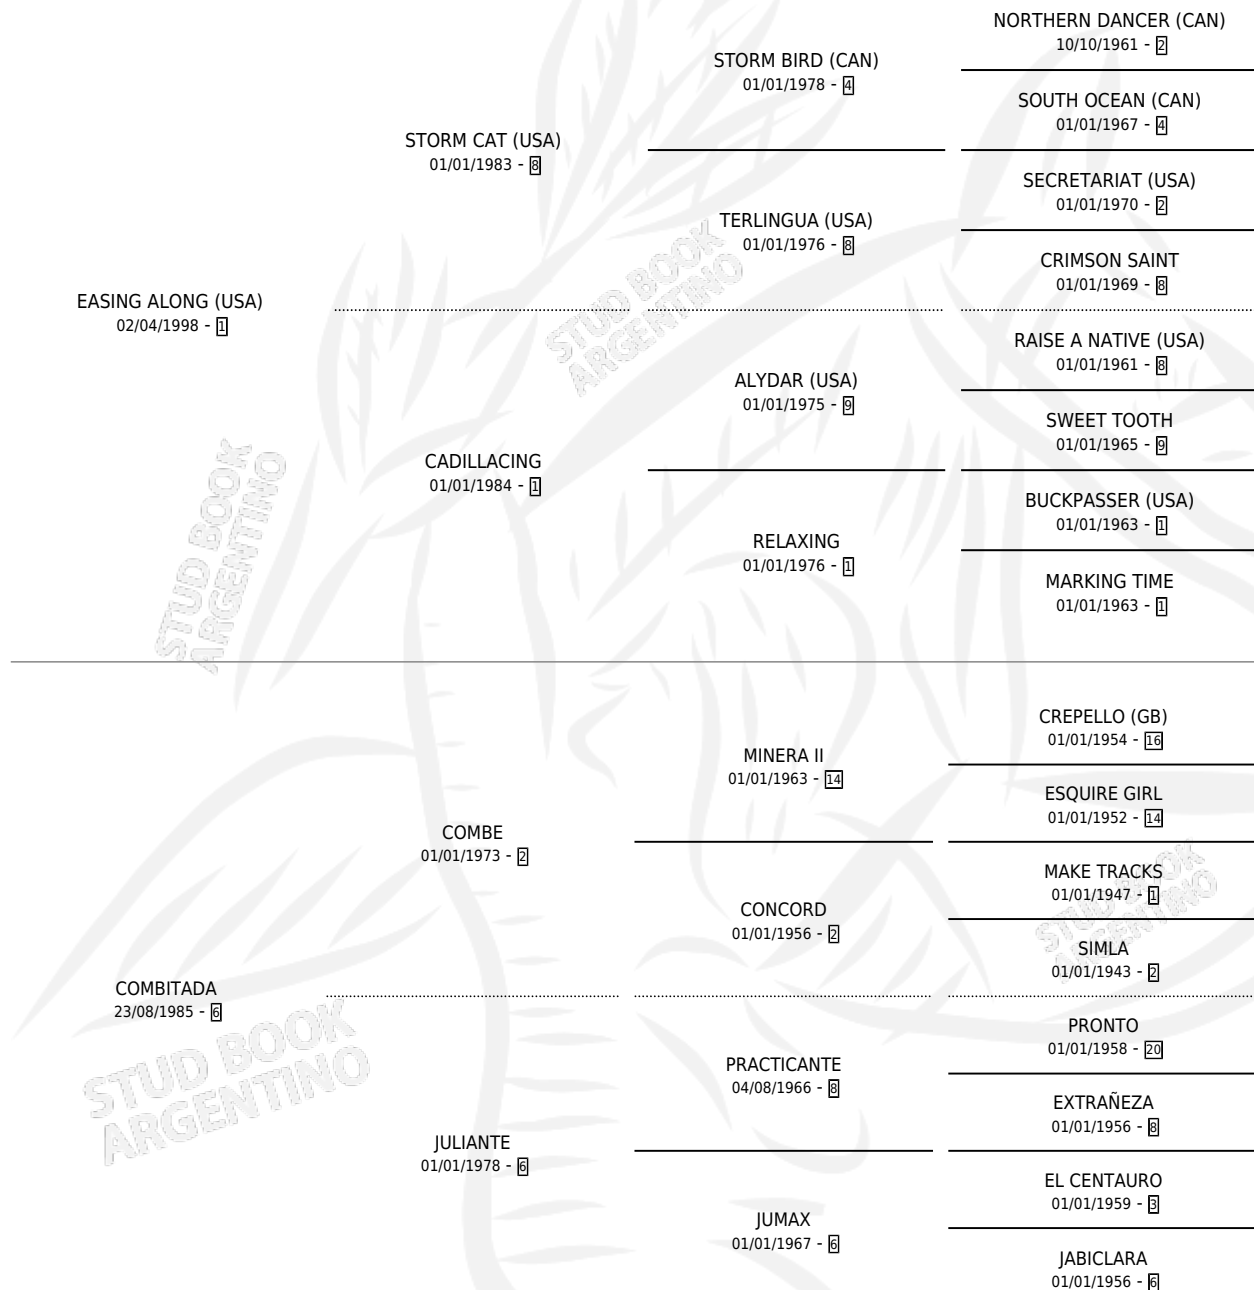 NORTHERN DANCER (CAN)
10/10/1961 - 2
STORM BIRD (CAN)
01/01/1978 - 4
SOUTH OCEAN (CAN)
01/01/1967 - 4
STORM CAT (USA)
01/01/1983 - 8
SECRETARIAT (USA)
01/01/1970 - 2
TERLINGUA (USA)
01/01/1976 - 8
CRIMSON SAINT
01/01/1969 - 8
EASING ALONG (USA)
02/04/1998 - 1
RAISE A NATIVE (USA)
01/01/1961 - 8
ALYDAR (USA)
01/01/1975 - 9
SWEET TOOTH
01/01/1965 - 9
CADILLACING
01/01/1984 - 1
BUCKPASSER (USA)
01/01/1963 - 1
RELAXING
01/01/1976 - 1
MARKING TIME
01/01/1963 - 1
CREPELLO (GB)
01/01/1954 - 16
MINERA II
01/01/1963 - 14
ESQUIRE GIRL
01/01/1952 - 14
COMBE
01/01/1973 - 2
MAKE TRACKS
01/01/1947 - 1
CONCORD
01/01/1956 - 2
SIMLA
01/01/1943 - 2
COMBITADA
23/08/1985 - 6
PRONTO
01/01/1958 - 20
PRACTICANTE
04/08/1966 - 8
EXTRAÑEZA
01/01/1956 - 8
JULIANTE
01/01/1978 - 6
EL CENTAURO
01/01/1959 - 3
JUMAX
01/01/1967 - 6
JABICLARA
01/01/1956 - 6
STUD BOOK
ARGENTINO
STUD BOOK
ARGENTINO
STUD BOOK
ARGENTINO
STUD BOOK
ARGENTINO